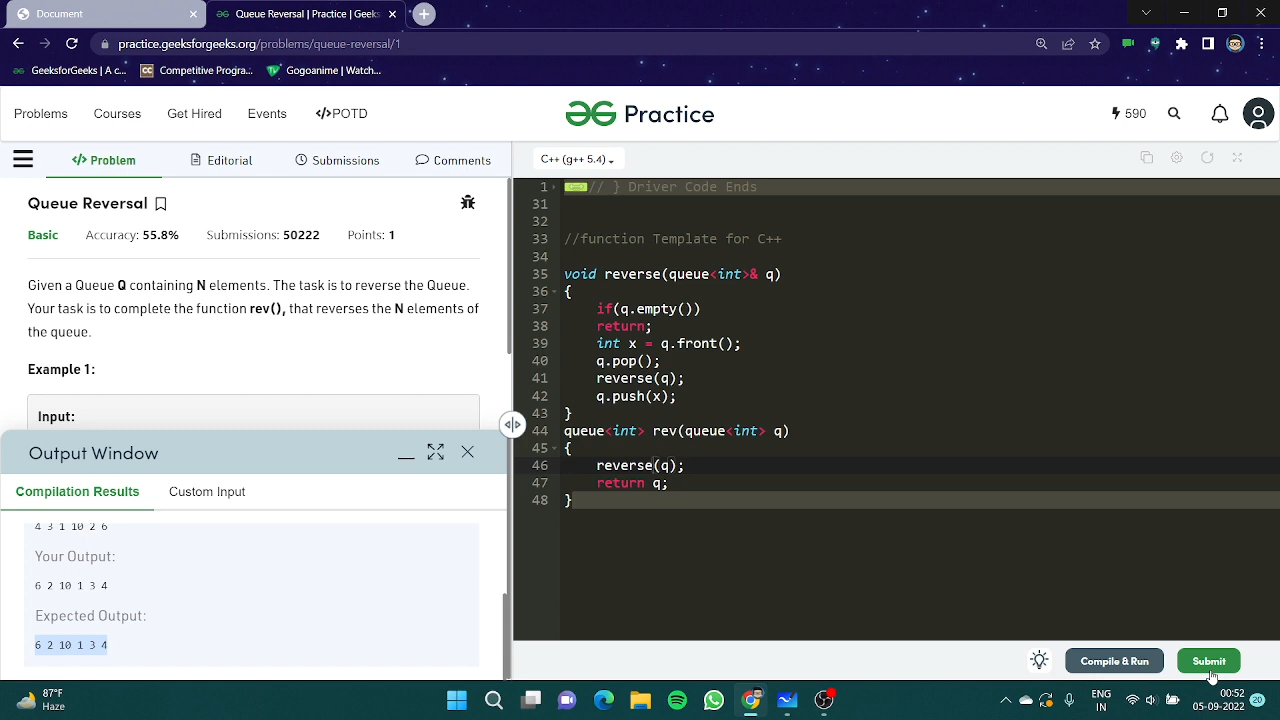 Document
Queue Reversal | Practice | Geeks
practice.geeksforgeeks.org/problems/queue-reversal/1
GeeksforGeeks | A c...
CC Competitive Progra...
Gogoanime | Watch...
Problems
Courses
Get Hired
Events
</>POTD
Practice
590
</> Problem
Editorial
Submissions
Comments
C++ (g++ 5.4)
Queue Reversal
Basic
Accuracy: 55.8%
Submissions: 50222
Points: 1
Given a Queue Q containing N elements. The task is to reverse the Queue.
Your task is to complete the function rev(), that reverses the N elements of
the queue.
Example 1:
Input:
Output Window
Compilation Results
Custom Input
4 3 1 10 2 6
Your Output:
6 2 10 1 3 4
Expected Output:
6 2 10 1 3 4
1 // } Driver Code Ends
31
32
33 //function Template for C++
34
35 void reverse(queue<int>& q)
36 {
37 if(q.empty())
38 return;
39 int x = q.front();
40 q.pop();
41 reverse(q);
42 q.push(x);
43 }
44 queue<int> rev(queue<int> q)
45 {
46 reverse(q);
47 return q;
48 }
Compile & Run
Submit
87°F
Haze
ENG
IN
00:52
05-09-2022
20